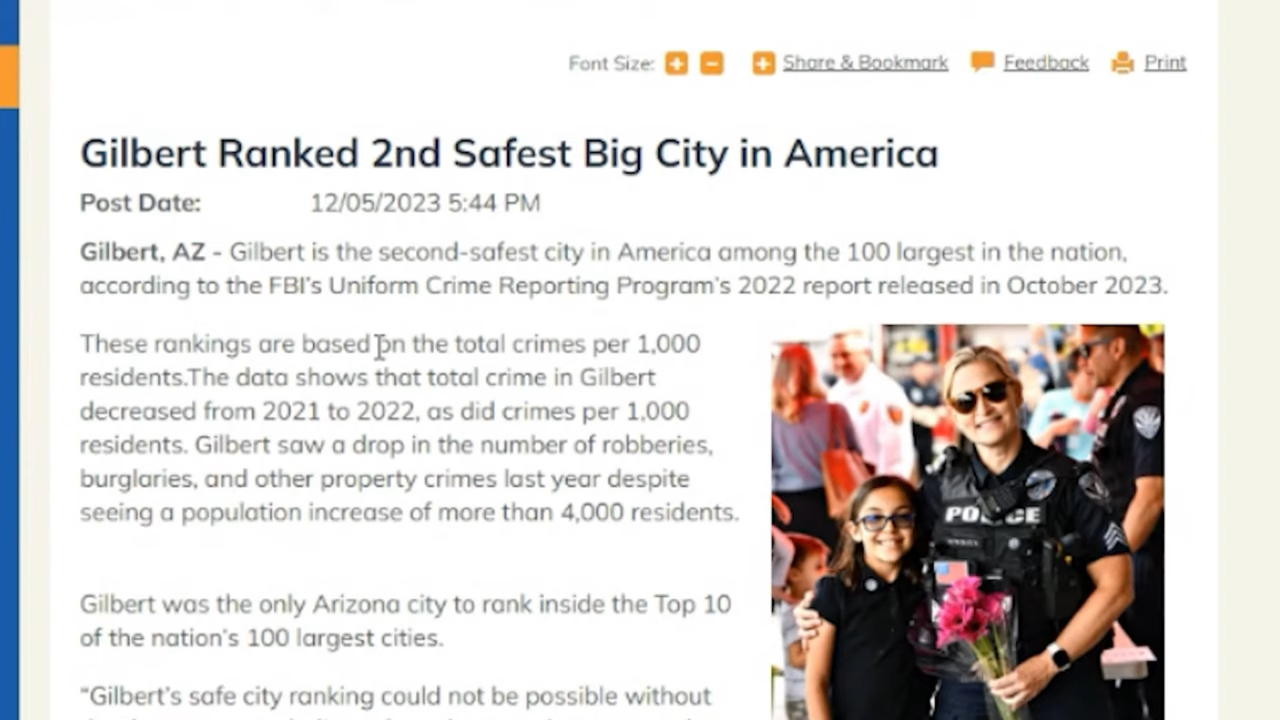 Font Size: Share & Bookmark Feedback Print
Gilbert Ranked 2nd Safest Big City in America
Post Date: 12/05/2023 5:44 PM
Gilbert, AZ - Gilbert is the second-safest city in America among the 100 largest in the nation,
according to the FBI's Uniform Crime Reporting Program's 2022 report released in October 2023.
These rankings are based on the total crimes per 1,000
residents.The data shows that total crime in Gilbert
decreased from 2021 to 2022, as did crimes per 1,000
residents. Gilbert saw a drop in the number of robberies,
burglaries, and other property crimes last year despite
seeing a population increase of more than 4,000 residents.
Gilbert was the only Arizona city to rank inside the Top 10
of the nation's 100 largest cities.
"Gilbert's safe city ranking could not be possible without
POLICE